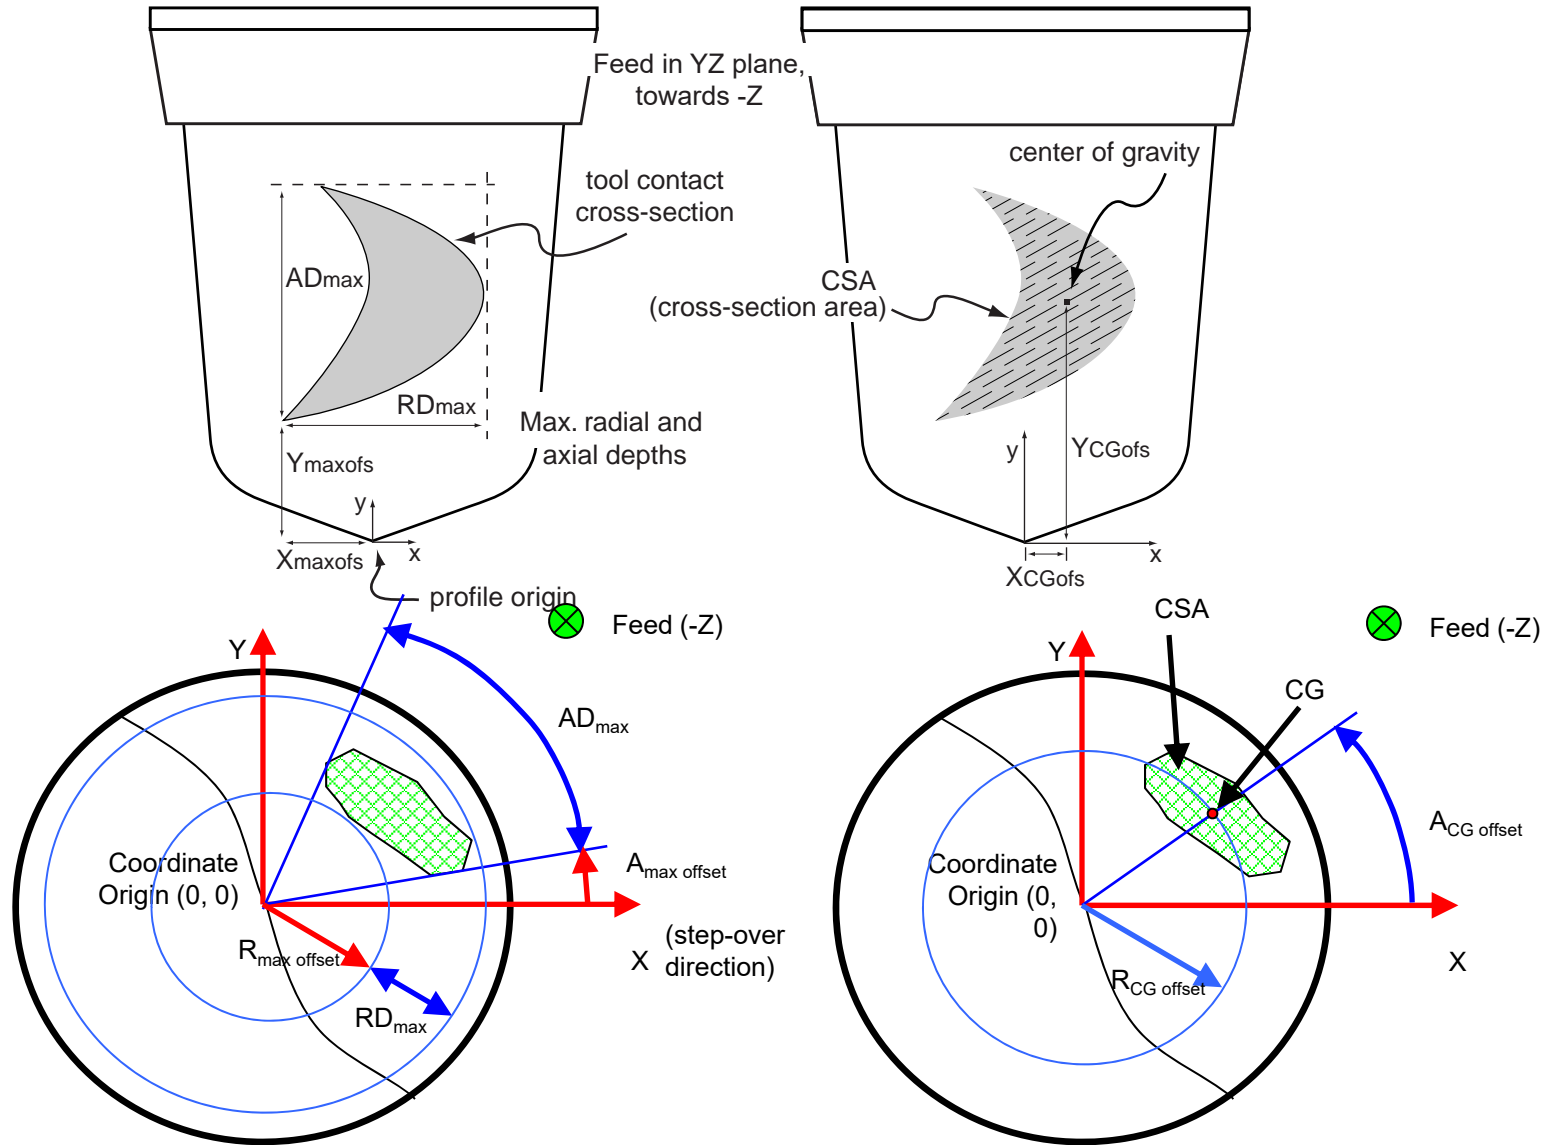 Feed in YZ plane,
towards -Z
tool contact
cross-section
ADmax
RDmax
Max. radial and
axial depths
Ymaxofs
y
x
Xmaxofs
profile origin
center of gravity
CSA
(cross-section area)
y
YCGofs
x
XCGofs
Feed (-Z)
Y
ADmax
Coordinate
Origin (0, 0)
Amax offset
Rmax offset
X
(step-over
direction)
RDmax
Feed (-Z)
CSA
Y
CG
ACG offset
Coordinate
Origin (0,
0)
X
RCG offset